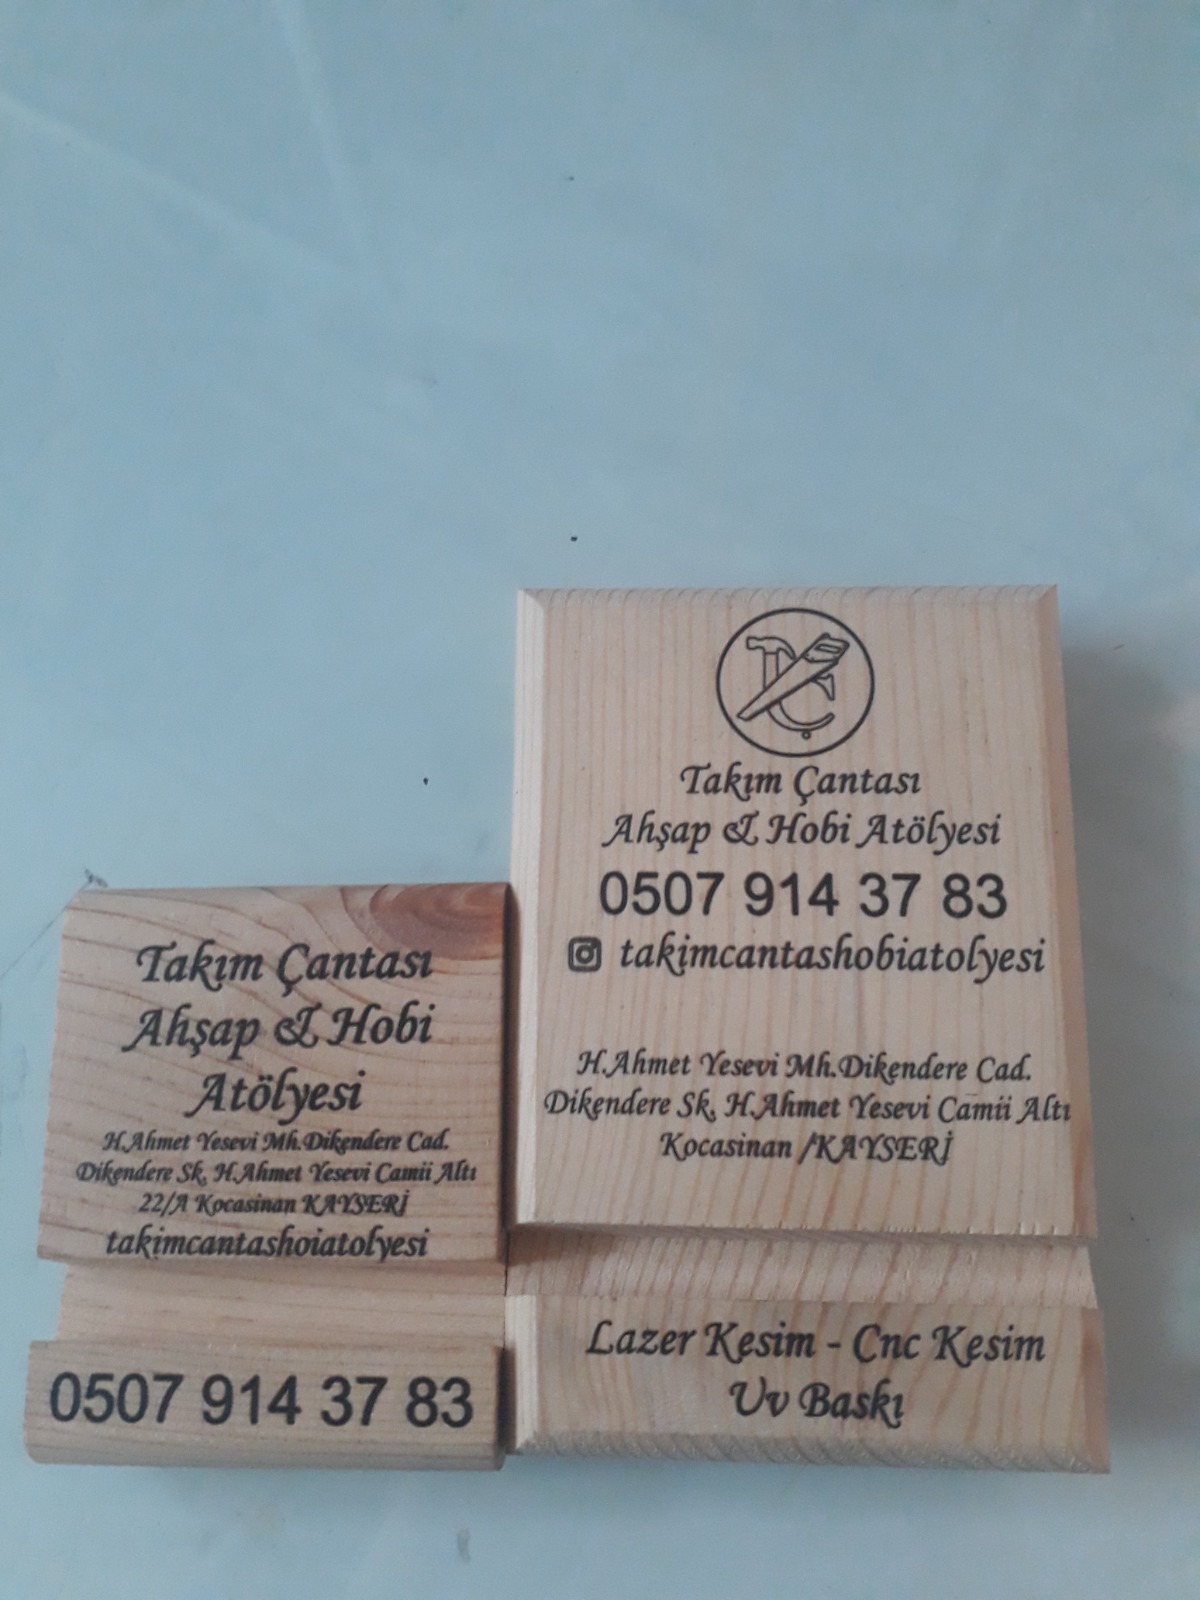 Takım Çantası
Ahşap & Hobi
Atölyesi
H.Ahmet Yesevi Mh.Dikendere Cad.
Dikendere Sk. H.Ahmet Yesevi Camii Altı
22/A Kocasinan KAYSERİ
takimcantashoiatolyesi
0507 914 37 83
TÇ
Takım Çantası
Ahşap & Hobi Atölyesi
0507 914 37 83
takimcantashobiatolyesi
H.Ahmet Yesevi Mh.Dikendere Cad.
Dikendere Sk. H.Ahmet Yesevi Camii Altı
Kocasinan /KAYSERİ
Lazer Kesim - Cnc Kesim
Uv Baskı